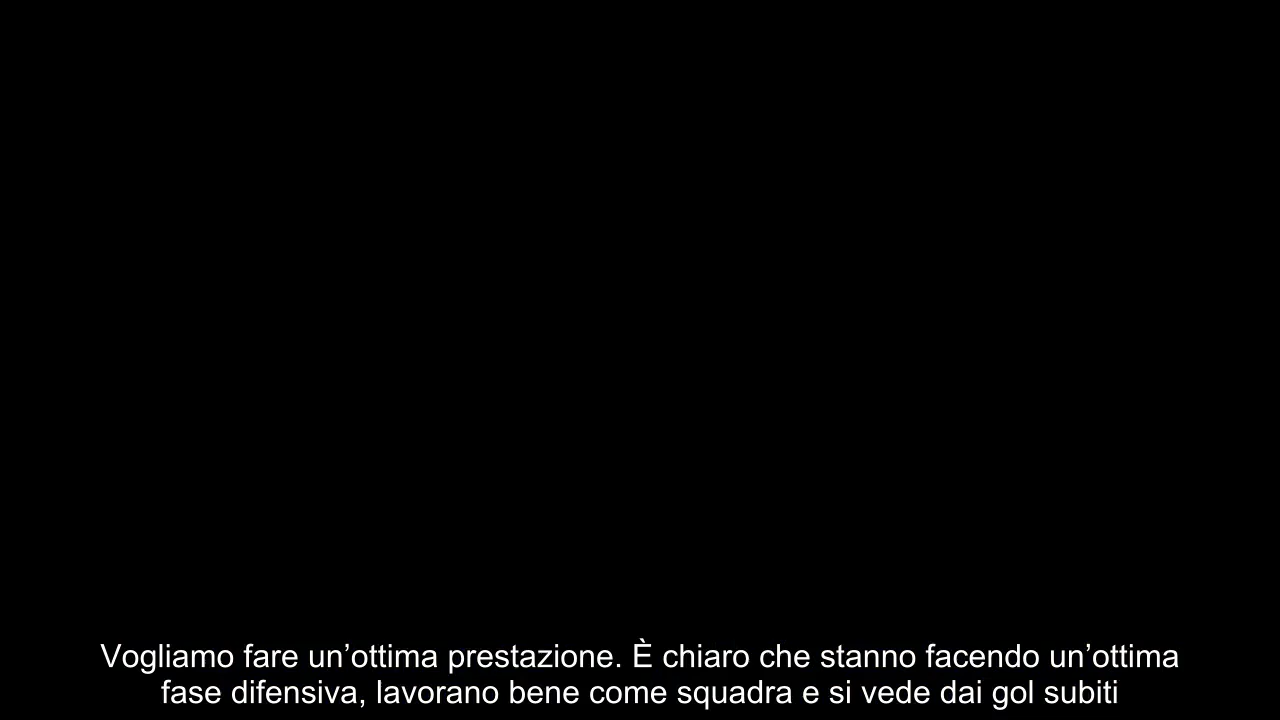 Vogliamo fare un’ottima prestazione. È chiaro che stanno facendo un’ottima
fase difensiva, lavorano bene come squadra e si vede dai gol subiti